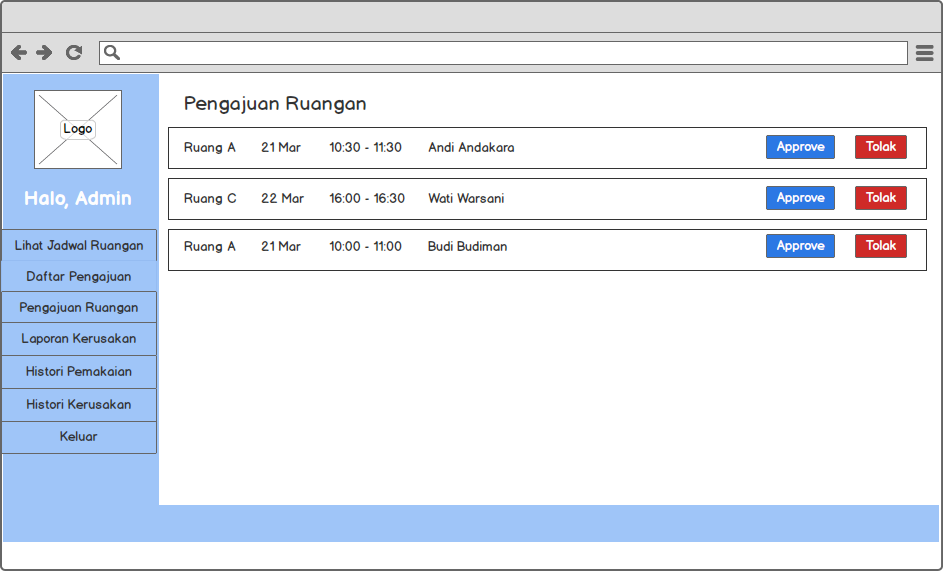 Logo
Halo, Admin
Lihat Jadwal Ruangan
Daftar Pengajuan
Pengajuan Ruangan
Laporan Kerusakan
Histori Pemakaian
Histori Kerusakan
Keluar
Pengajuan Ruangan
Ruang A 21 Mar 10:30 - 11:30 Andi Andakara Approve Tolak
Ruang C 22 Mar 16:00 - 16:30 Wati Warsani Approve Tolak
Ruang A 21 Mar 10:00 - 11:00 Budi Budiman Approve Tolak